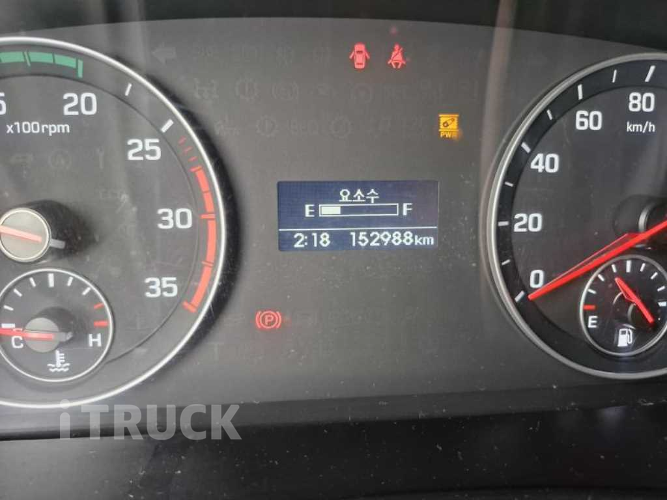 20
x100rpm
25
30
35
C
H
요소수
E
F
2:18 152988km
PWR
80
60
km/h
40
20
0
E
P
iTRUCK